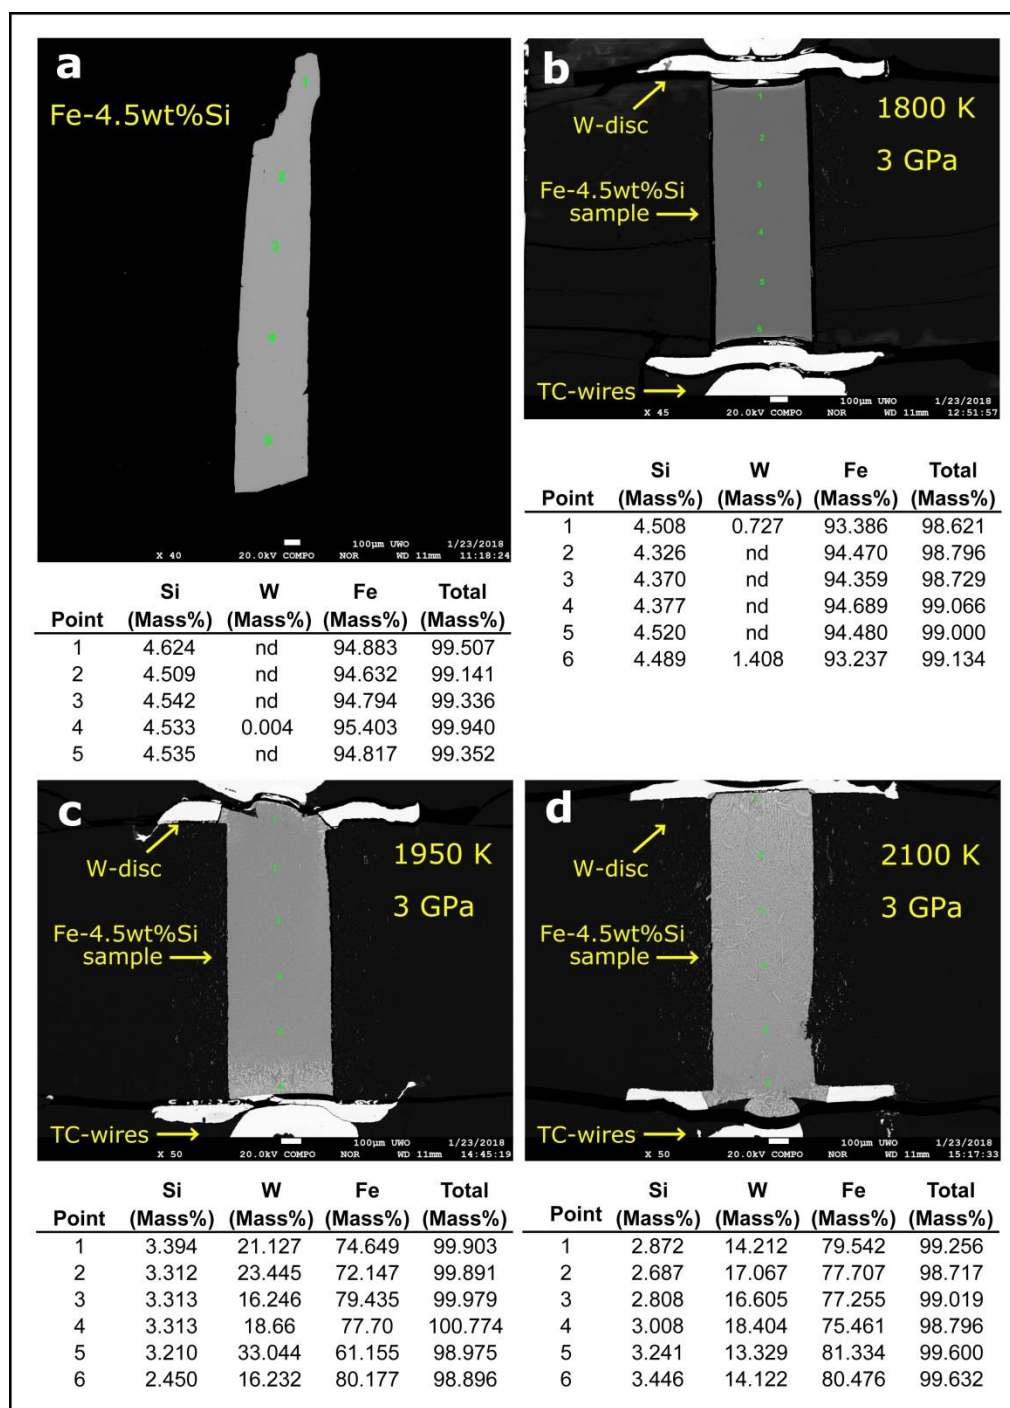 a
Fe-4.5wt%Si
1
2
3
4
5
100µm UWO 1/23/2018
X 40 20.0kV COMPO NOR WD 11mm 11:18:24
Si W Fe Total
Point (Mass%) (Mass%) (Mass%) (Mass%)
1 4.624 nd 94.883 99.507
2 4.509 nd 94.632 99.141
3 4.542 nd 94.794 99.336
4 4.533 0.004 95.403 99.940
5 4.535 nd 94.817 99.352
b
W-disc
1800 K
3 GPa
Fe-4.5wt%Si
sample
1
2
3
4
5
6
TC-wires
100µm UWO 1/23/2018
X 45 20.0kV COMPO NOR WD 11mm 12:51:57
Si W Fe Total
Point (Mass%) (Mass%) (Mass%) (Mass%)
1 4.508 0.727 93.386 98.621
2 4.326 nd 94.470 98.796
3 4.370 nd 94.359 98.729
4 4.377 nd 94.689 99.066
5 4.520 nd 94.480 99.000
6 4.489 1.408 93.237 99.134
c
W-disc
1950 K
3 GPa
Fe-4.5wt%Si
sample
TC-wires
100µm UWO 1/23/2018
X 50 20.0kV COMPO NOR WD 11mm 14:45:19
Si W Fe Total
Point (Mass%) (Mass%) (Mass%) (Mass%)
1 3.394 21.127 74.649 99.903
2 3.312 23.445 72.147 99.891
3 3.313 16.246 79.435 99.979
4 3.313 18.66 77.70 100.774
5 3.210 33.044 61.155 98.975
6 2.450 16.232 80.177 98.896
d
W-disc
2100 K
3 GPa
Fe-4.5wt%Si
sample
TC-wires
100µm UWO 1/23/2018
X 50 20.0kV COMPO NOR WD 11mm 15:17:33
Si W Fe Total
Point (Mass%) (Mass%) (Mass%) (Mass%)
1 2.872 14.212 79.542 99.256
2 2.687 17.067 77.707 98.717
3 2.808 16.605 77.255 99.019
4 3.008 18.404 75.461 98.796
5 3.241 13.329 81.334 99.600
6 3.446 14.122 80.476 99.632